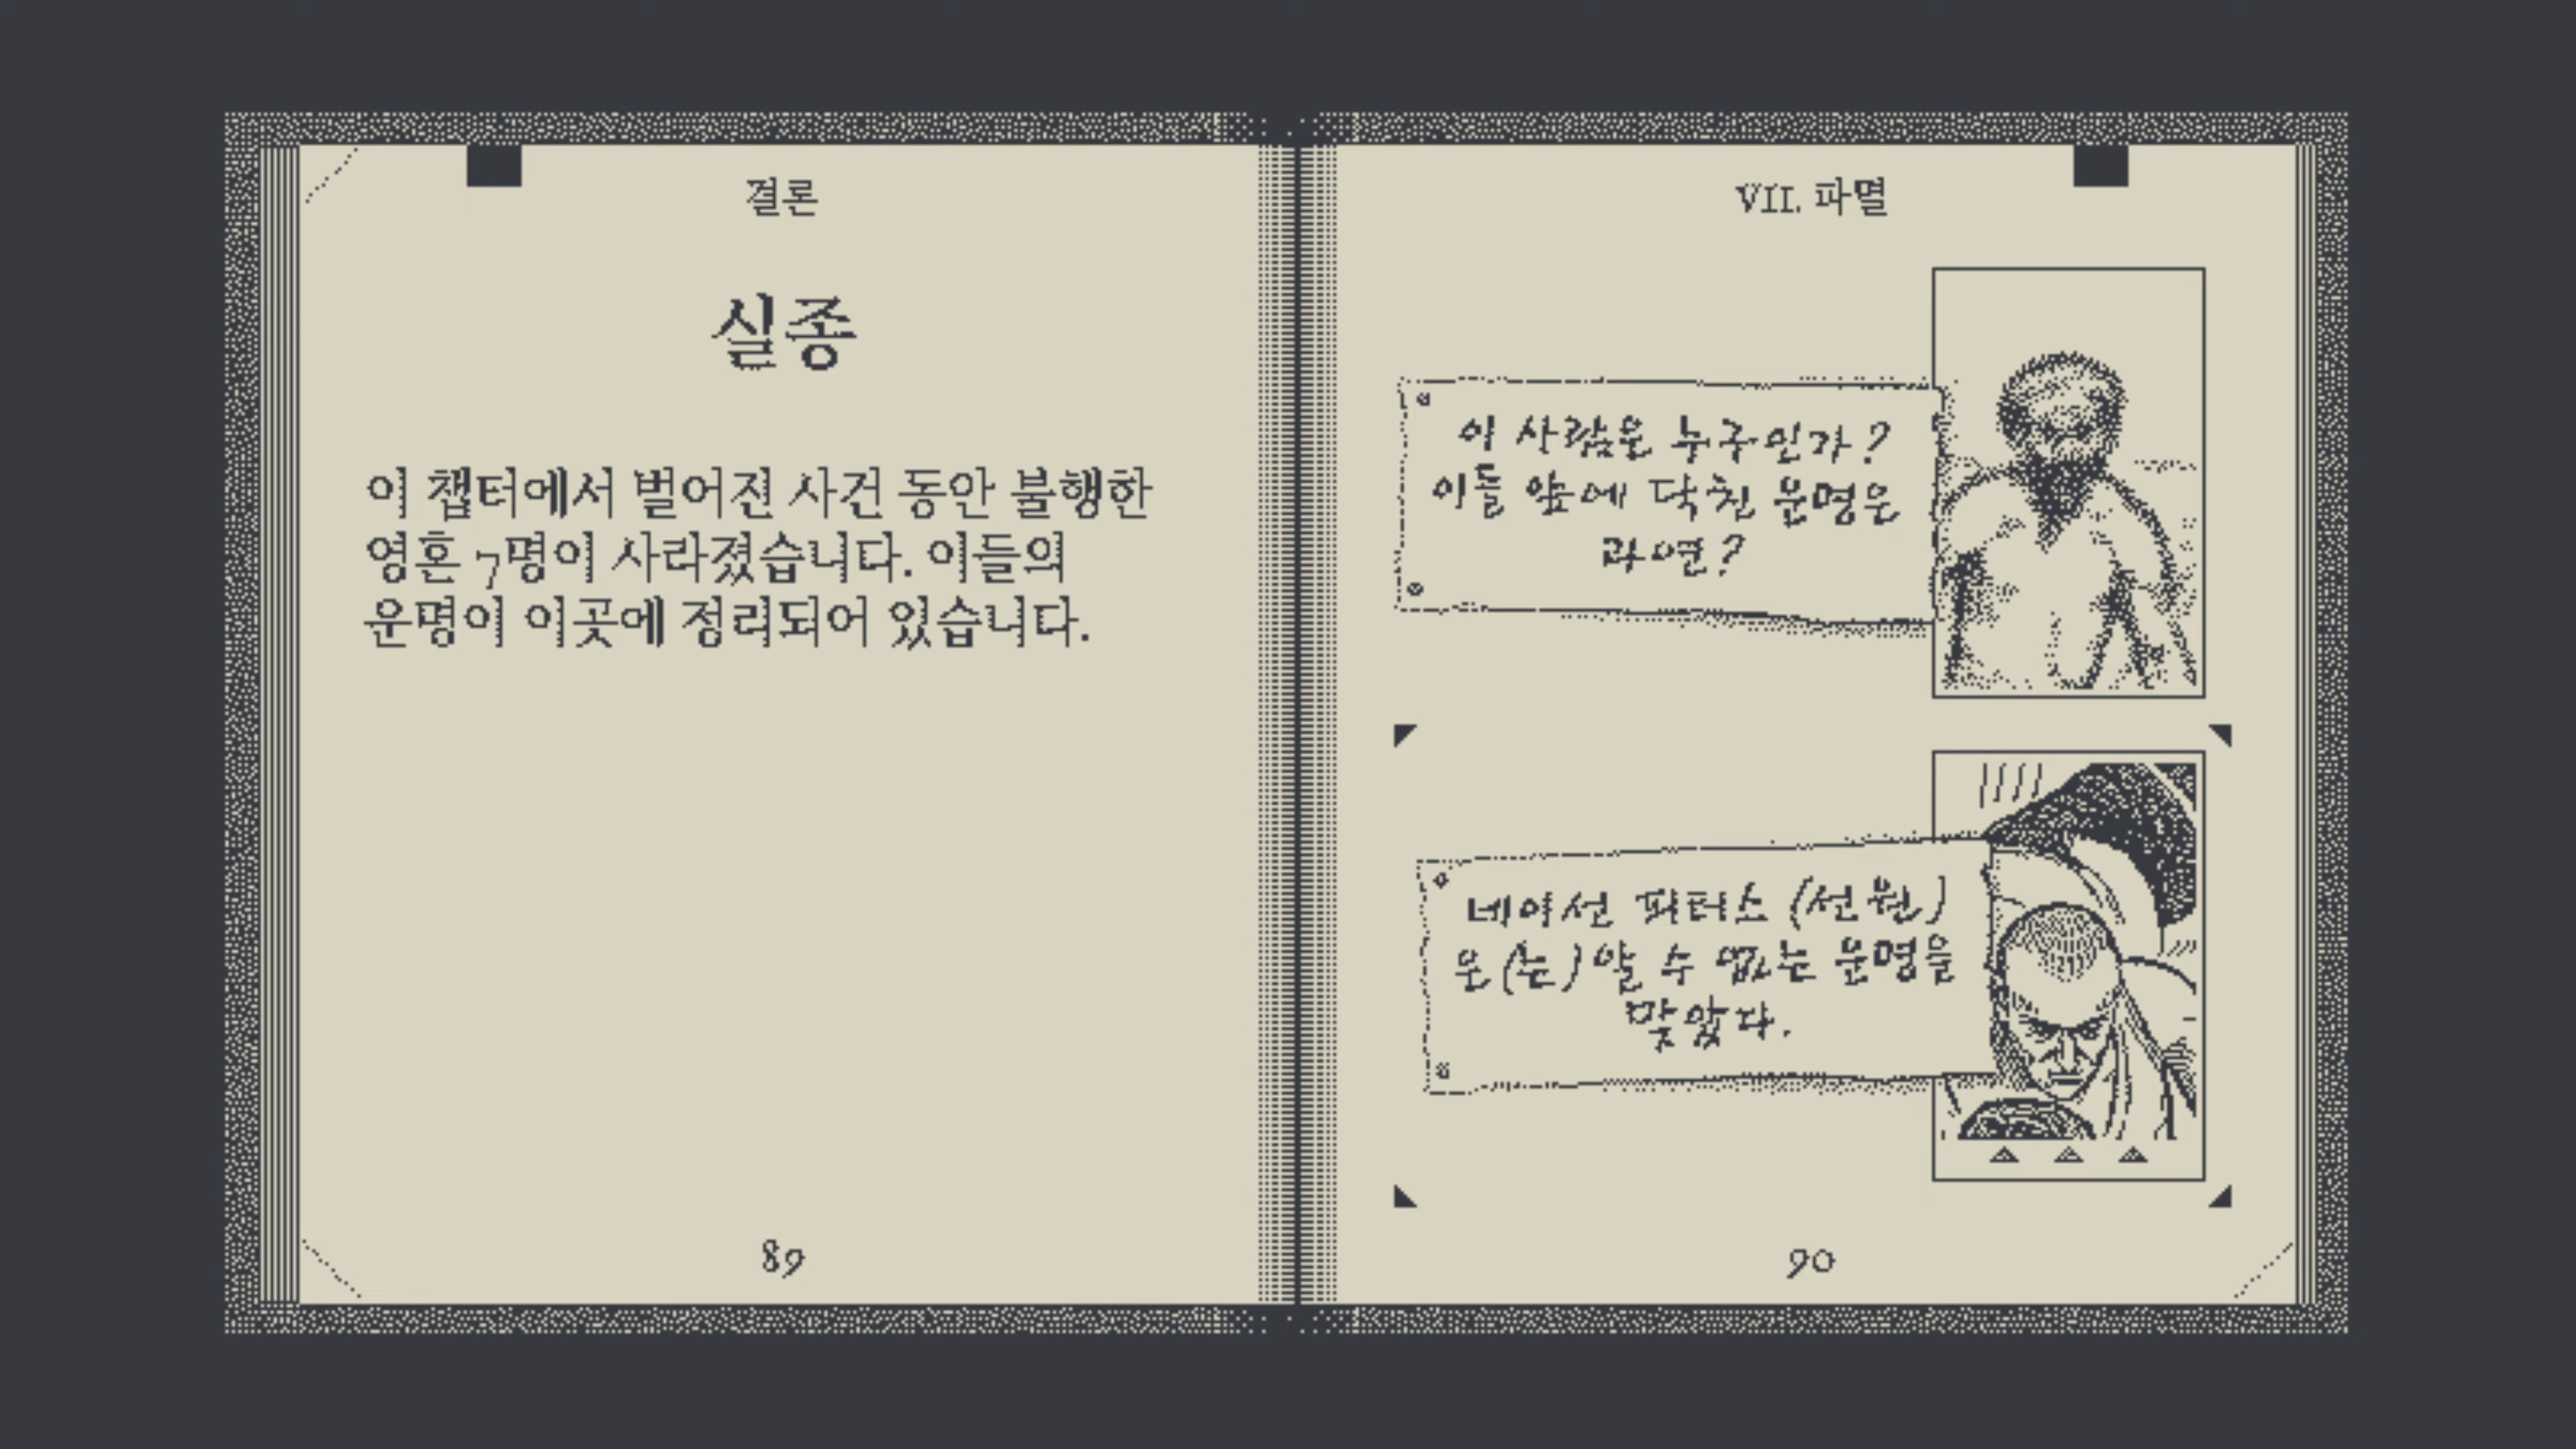 결론
실종
이 챕터에서 벌어진 사건 동안 불행한
영혼 7명이 사라졌습니다. 이들의
운명이 이곳에 정리되어 있습니다.
89
VII. 파멸
이 사람은 누구인가?
이들 앞에 닥친 운명은
과연?
네이선 피터스 (선원)
은(는) 알 수 없는 운명을
맞았다.
90